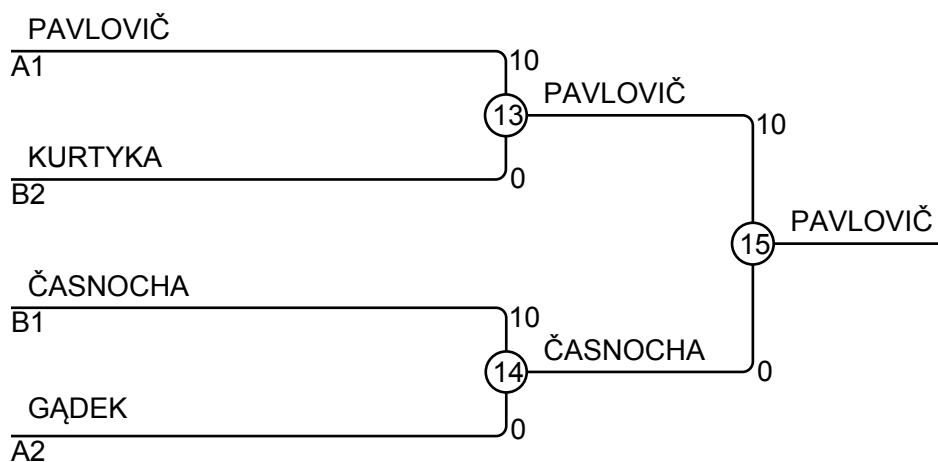 PAVLOVIČ
A1
10
13
PAVLOVIČ
KURTYKA
B2
0
10
15
PAVLOVIČ
ČASNOCHA
B1
10
14
ČASNOCHA
0
GĄDEK
A2
0